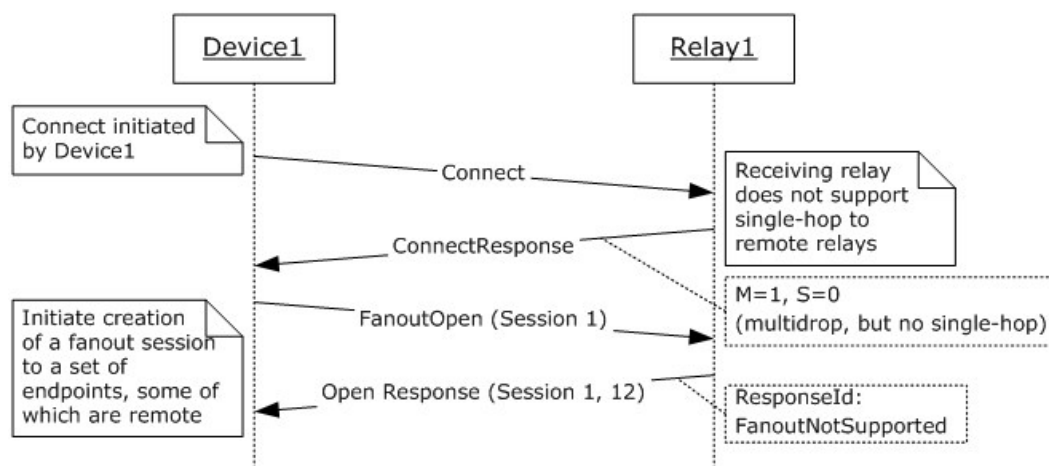 Device1
Relay1
Connect initiated
by Device1
Connect
Receiving relay
does not support
single-hop to
remote relays
ConnectResponse
M=1, S=0
(multidrop, but no single-hop)
Initiate creation
of a fanout session
to a set of
endpoints, some of
which are remote
FanoutOpen (Session 1)
Open Response (Session 1, 12)
ResponseId:
FanoutNotSupported